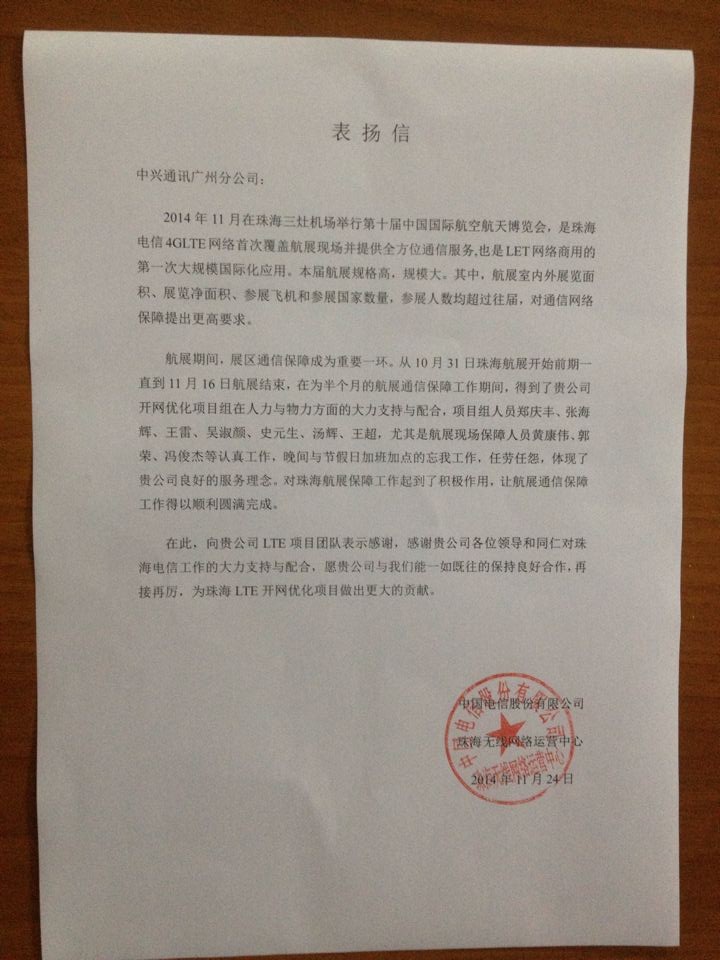 表扬信
中兴通讯广州分公司：
2014 年 11 月在珠海三灶机场举行第十届中国国际航空航天博览会，是珠海
电信 4GLTE 网络首次覆盖航展现场并提供全方位通信服务,也是 LET 网络商用的
第一次大规模国际化应用。本届航展规格高，规模大。其中，航展室内外展览面
积、展览净面积、参展飞机和参展国家数量，参展人数均超过往届，对通信网络
保障提出更高要求。
航展期间，展区通信保障成为重要一环。从 10 月 31 日珠海航展开始前期一
直到 11 月 16 日航展结束，在为半个月的航展通信保障工作期间，得到了贵公司
开网优化项目组在人力与物力方面的大力支持与配合，项目组人员郑庆丰、张海
辉、王雷、吴淑颜、史元生、汤辉、王超，尤其是航展现场保障人员黄康伟、郭
荣、冯俊杰等认真工作，晚间与节假日加班加点的忘我工作，任劳任怨，体现了
贵公司良好的服务理念。对珠海航展保障工作起到了积极作用，让航展通信保障
工作得以顺利圆满完成。
在此，向贵公司 LTE 项目团队表示感谢，感谢贵公司各位领导和同仁对珠
海电信工作的大力支持与配合，愿贵公司与我们能一如既往的保持良好合作，再
接再厉，为珠海 LTE 开网优化项目做出更大的贡献。
中国电信股份有限公司
珠海无线网络运营中心
2014 年 11 月 24 日
中国电信股份有限公司
珠海无线网络运营中心